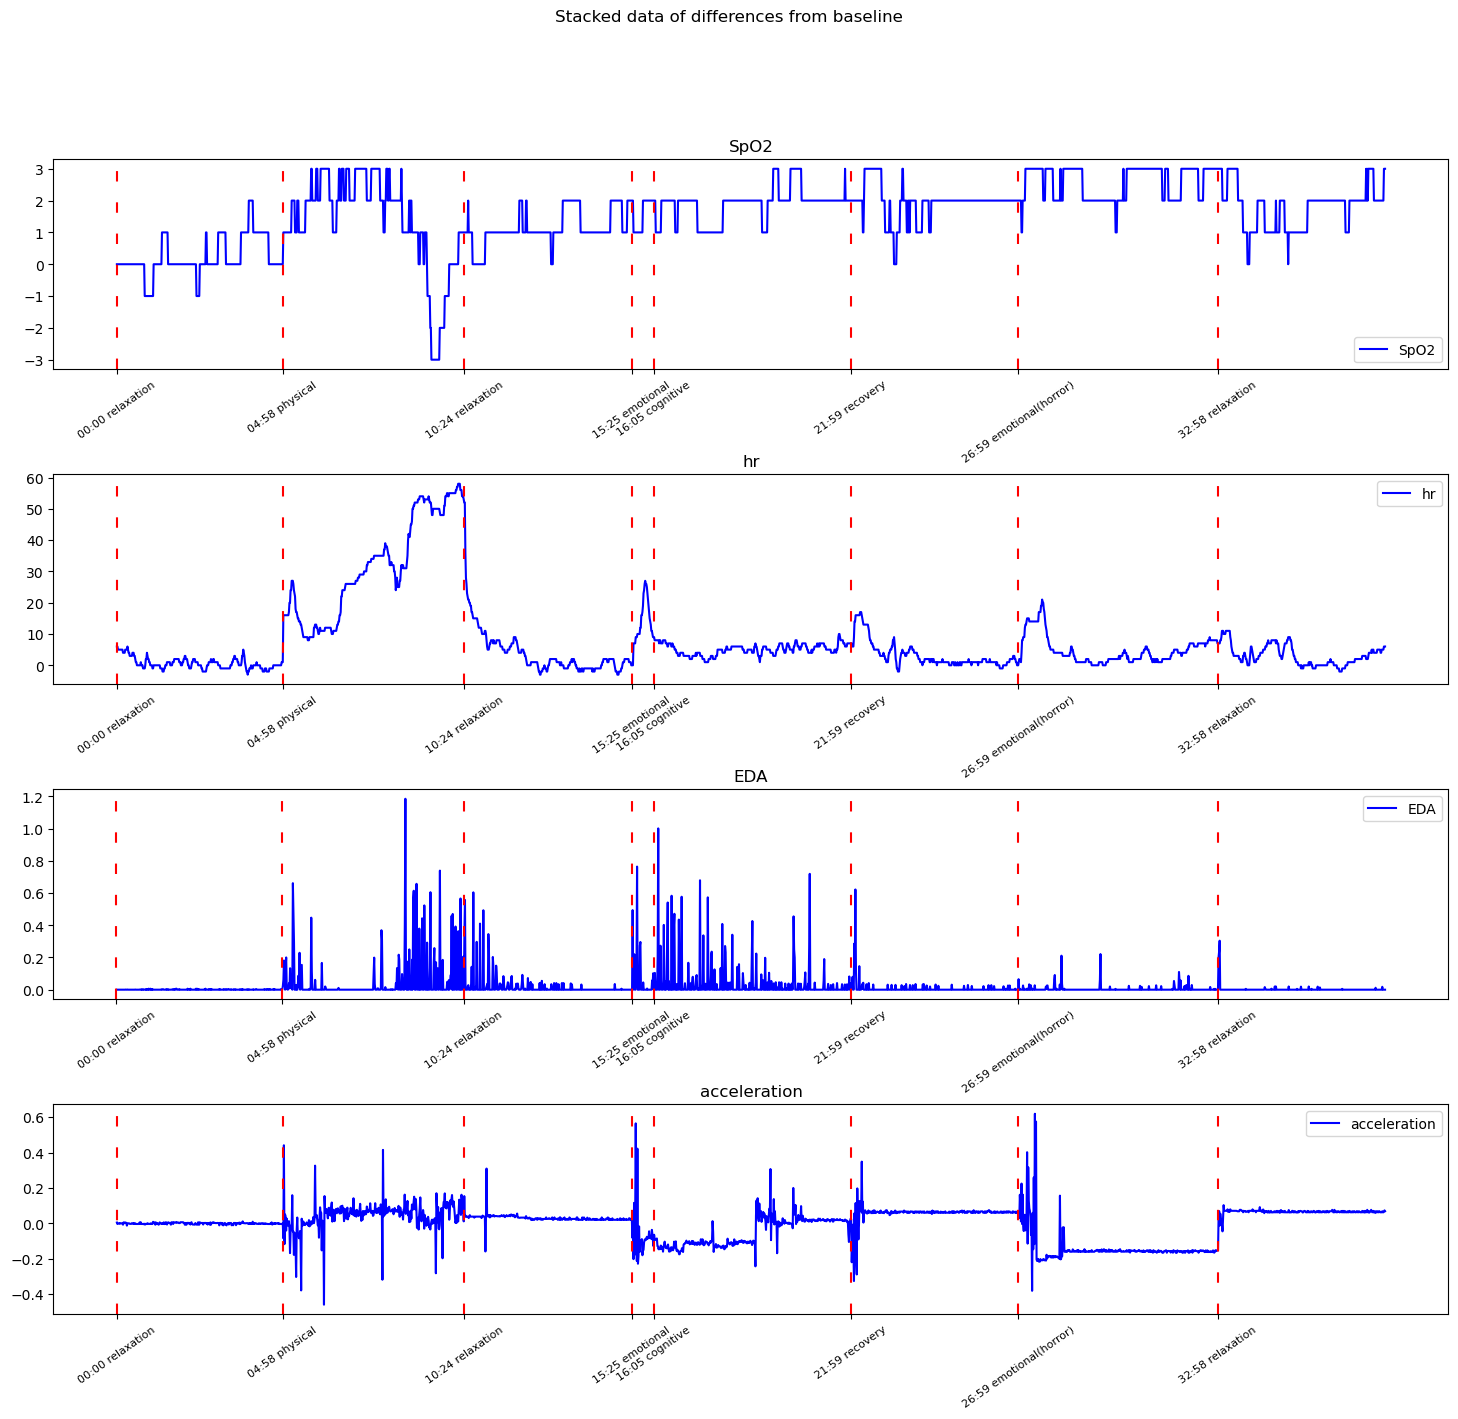 Stacked data of differences from baseline
SpO2
3
2
1
0
−1
−2
−3
SpO2
00:00 relaxation
04:58 physical
10:24 relaxation
15:25 emotional
16:05 cognitive
21:59 recovery
26:59 emotional(horror)
32:58 relaxation
hr
60
50
40
30
20
10
0
hr
00:00 relaxation
04:58 physical
10:24 relaxation
15:25 emotional
16:05 cognitive
21:59 recovery
26:59 emotional(horror)
32:58 relaxation
EDA
1.2
1.0
0.8
0.6
0.4
0.2
0.0
EDA
00:00 relaxation
04:58 physical
10:24 relaxation
15:25 emotional
16:05 cognitive
21:59 recovery
26:59 emotional(horror)
32:58 relaxation
acceleration
0.6
0.4
0.2
0.0
−0.2
−0.4
acceleration
00:00 relaxation
04:58 physical
10:24 relaxation
15:25 emotional
16:05 cognitive
21:59 recovery
26:59 emotional(horror)
32:58 relaxation